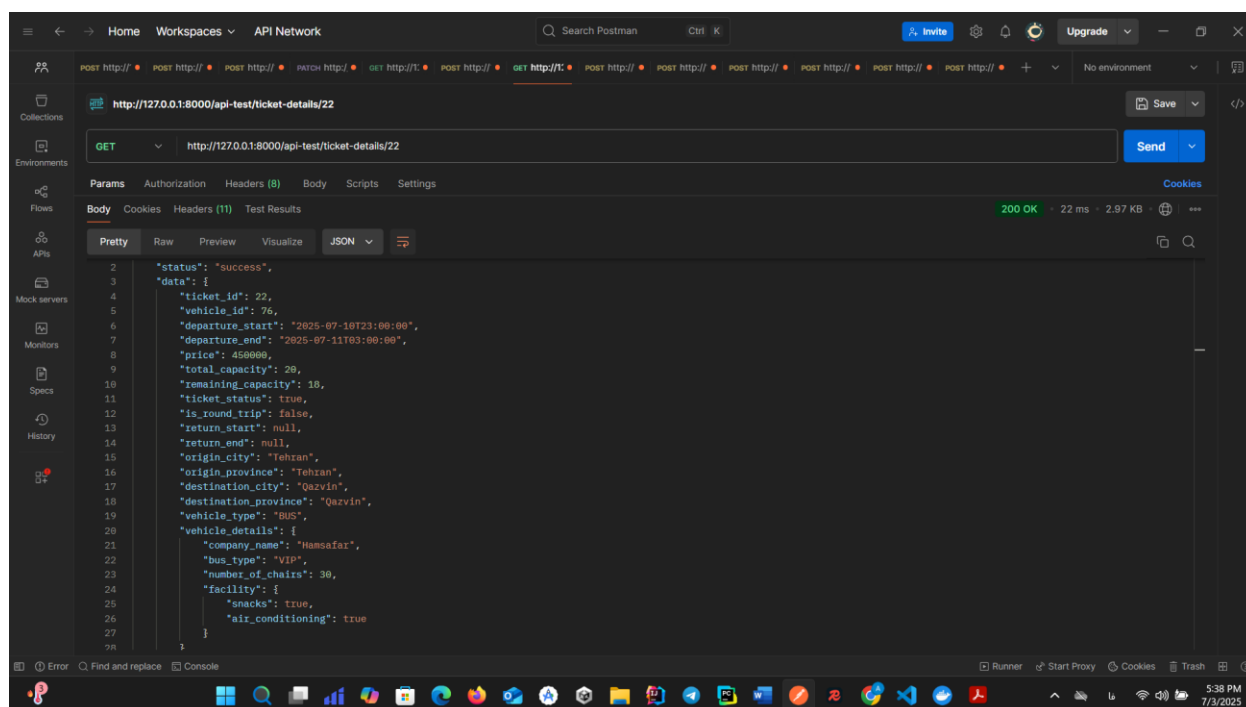 Home Workspaces API Network Search Postman Ctrl K Invite Upgrade
POST http:// POST http:// POST http:// PATCH http:/ GET http://1: POST http:// GET http://1: POST http:// POST http:// POST http:// POST http:// POST http:// POST http:// No environment
HTTP http://127.0.0.1:8000/api-test/ticket-details/22 Save
Collections
GET http://127.0.0.1:8000/api-test/ticket-details/22 Send
Environments
Params Authorization Headers (8) Body Scripts Settings Cookies
Flows
Body Cookies Headers (11) Test Results 200 OK 22 ms 2.97 KB
Pretty Raw Preview Visualize JSON
APIs
Mock servers
Monitors
Specs
History
2 "status": "success",
3 "data": {
4 "ticket_id": 22,
5 "vehicle_id": 76,
6 "departure_start": "2025-07-10T23:00:00",
7 "departure_end": "2025-07-11T03:00:00",
8 "price": 450000,
9 "total_capacity": 20,
10 "remaining_capacity": 18,
11 "ticket_status": true,
12 "is_round_trip": false,
13 "return_start": null,
14 "return_end": null,
15 "origin_city": "Tehran",
16 "origin_province": "Tehran",
17 "destination_city": "Qazvin",
18 "destination_province": "Qazvin",
19 "vehicle_type": "BUS",
20 "vehicle_details": {
21 "company_name": "Hamsafar",
22 "bus_type": "VIP",
23 "number_of_chairs": 30,
24 "facility": {
25 "snacks": true,
26 "air_conditioning": true
27 }
28 }
Error Find and replace Console Runner Start Proxy Cookies Trash
3 فا 5:38 PM
7/3/2025